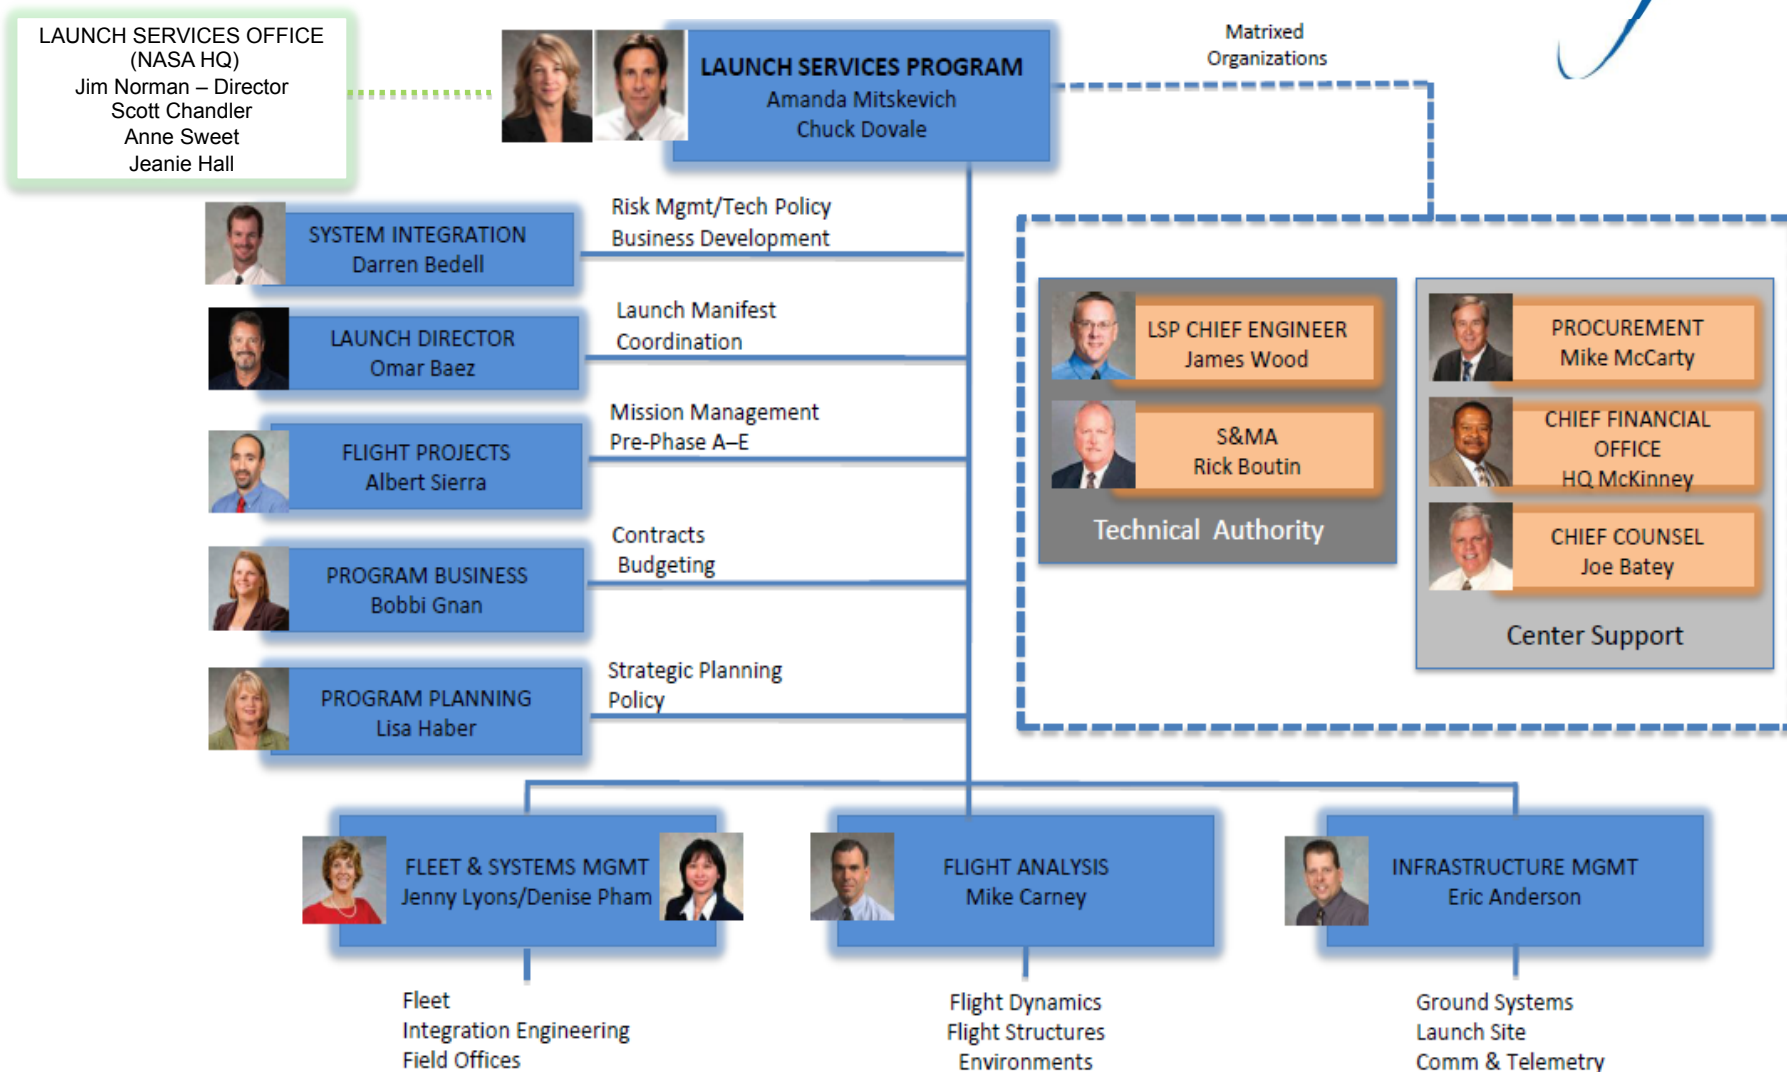 LAUNCH SERVICES OFFICE
(NASA HQ)
Jim Norman – Director
Scott Chandler
Anne Sweet
Jeanie Hall
LAUNCH SERVICES PROGRAM
Amanda Mitskevich
Chuck Dovale
Matrixed
Organizations
SYSTEM INTEGRATION
Darren Bedell
Risk Mgmt/Tech Policy
Business Development
LAUNCH DIRECTOR
Omar Baez
Launch Manifest
Coordination
FLIGHT PROJECTS
Albert Sierra
Mission Management
Pre-Phase A–E
PROGRAM BUSINESS
Bobbi Gnan
Contracts
Budgeting
PROGRAM PLANNING
Lisa Haber
Strategic Planning
Policy
LSP CHIEF ENGINEER
James Wood
S&MA
Rick Boutin
Technical Authority
PROCUREMENT
Mike McCarty
CHIEF FINANCIAL
OFFICE
HQ McKinney
CHIEF COUNSEL
Joe Batey
Center Support
FLEET & SYSTEMS MGMT
Jenny Lyons/Denise Pham
Fleet
Integration Engineering
Field Offices
FLIGHT ANALYSIS
Mike Carney
Flight Dynamics
Flight Structures
Environments
INFRASTRUCTURE MGMT
Eric Anderson
Ground Systems
Launch Site
Comm & Telemetry